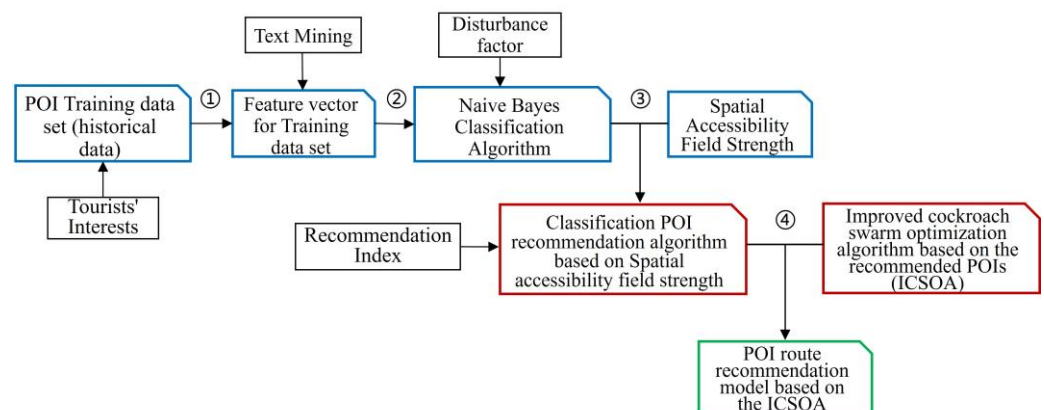 Text Mining
Disturbance
factor
POI Training data
set (historical
data)
①
Feature vector
for Training
data set
②
Naive Bayes
Classification
Algorithm
③
Spatial
Accessibility
Field Strength
Tourists'
Interests
Recommendation
Index
Classification POI
recommendation algorithm
based on Spatial
accessibility field strength
④
Improved cockroach
swarm optimization
algorithm based on the
recommended POIs
(ICSOA)
POI route
recommendation
model based on
the ICSOA